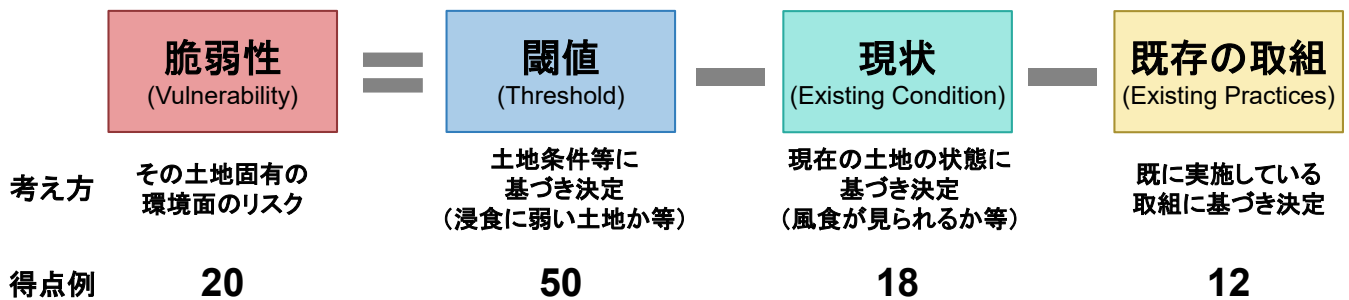 脆弱性
(Vulnerability)
閾値
(Threshold)
現状
(Existing Condition)
既存の取組
(Existing Practices)
考え方
その土地固有の
環境面のリスク
土地条件等に
基づき決定
（浸食に弱い土地か等）
現在の土地の状態に
基づき決定
（風食が見られるか等）
既に実施している
取組に基づき決定
得点例
20
50
18
12